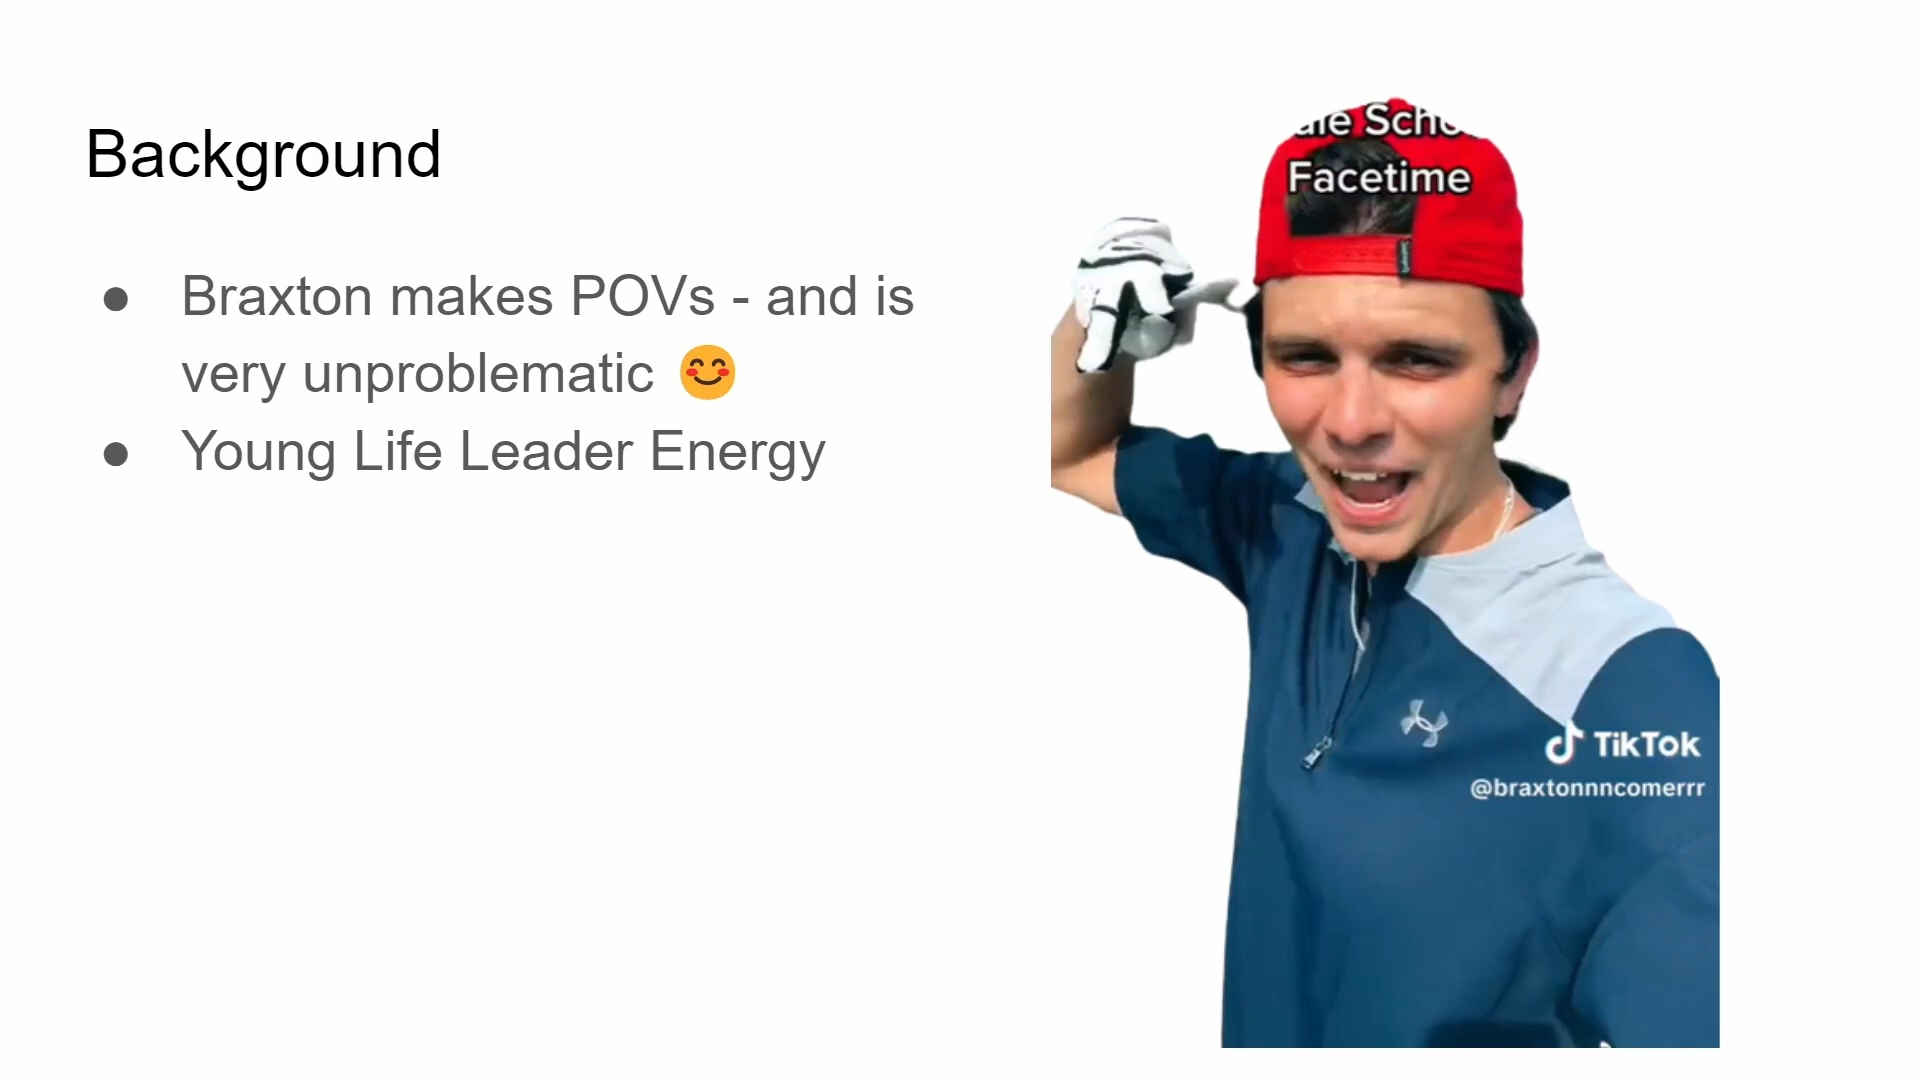 Background
● Braxton makes POVs - and is
very unproblematic 😊
● Young Life Leader Energy
Facetime
TikTok
@braxtonnncomerrr